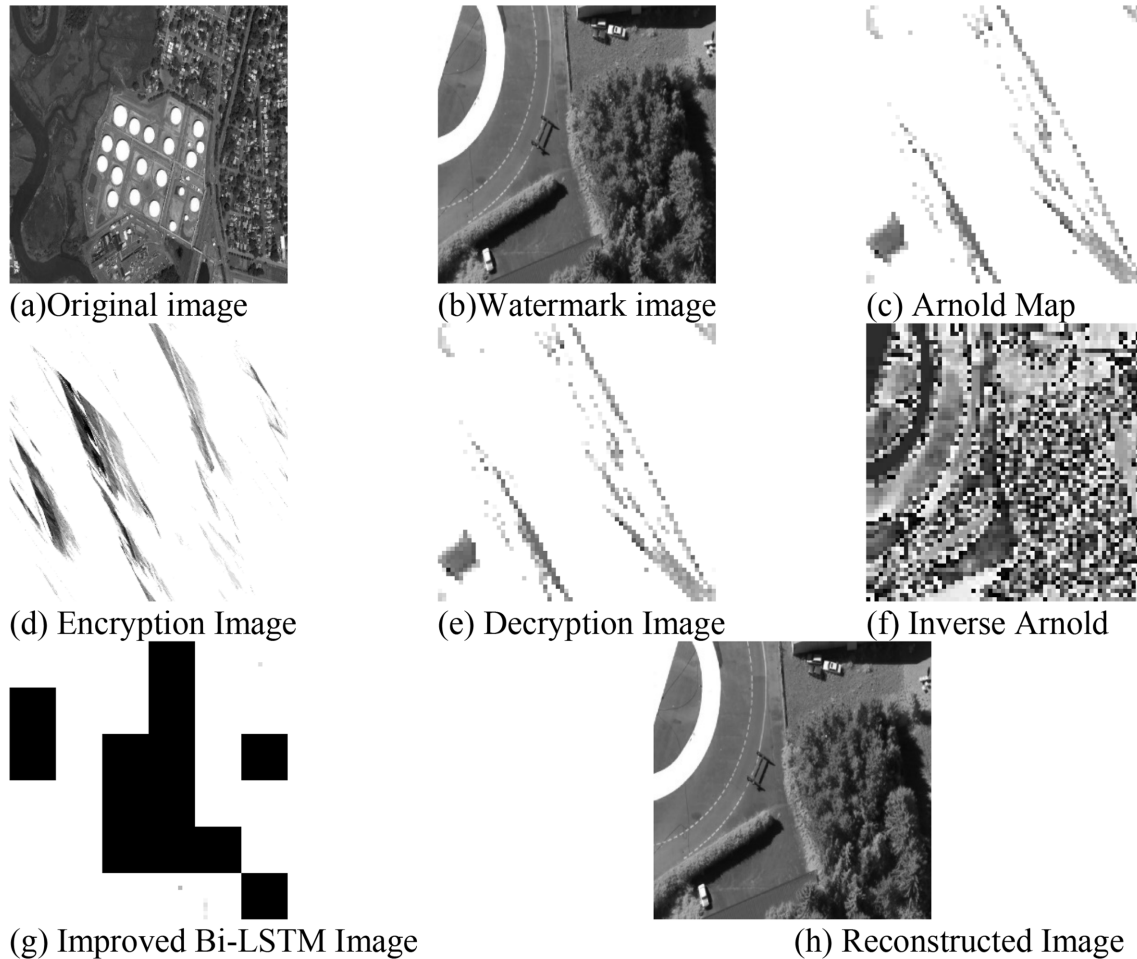 (a)Original image
(b)Watermark image
(c) Arnold Map
(d) Encryption Image
(e) Decryption Image
(f) Inverse Arnold
(g) Improved Bi-LSTM Image
(h) Reconstructed Image